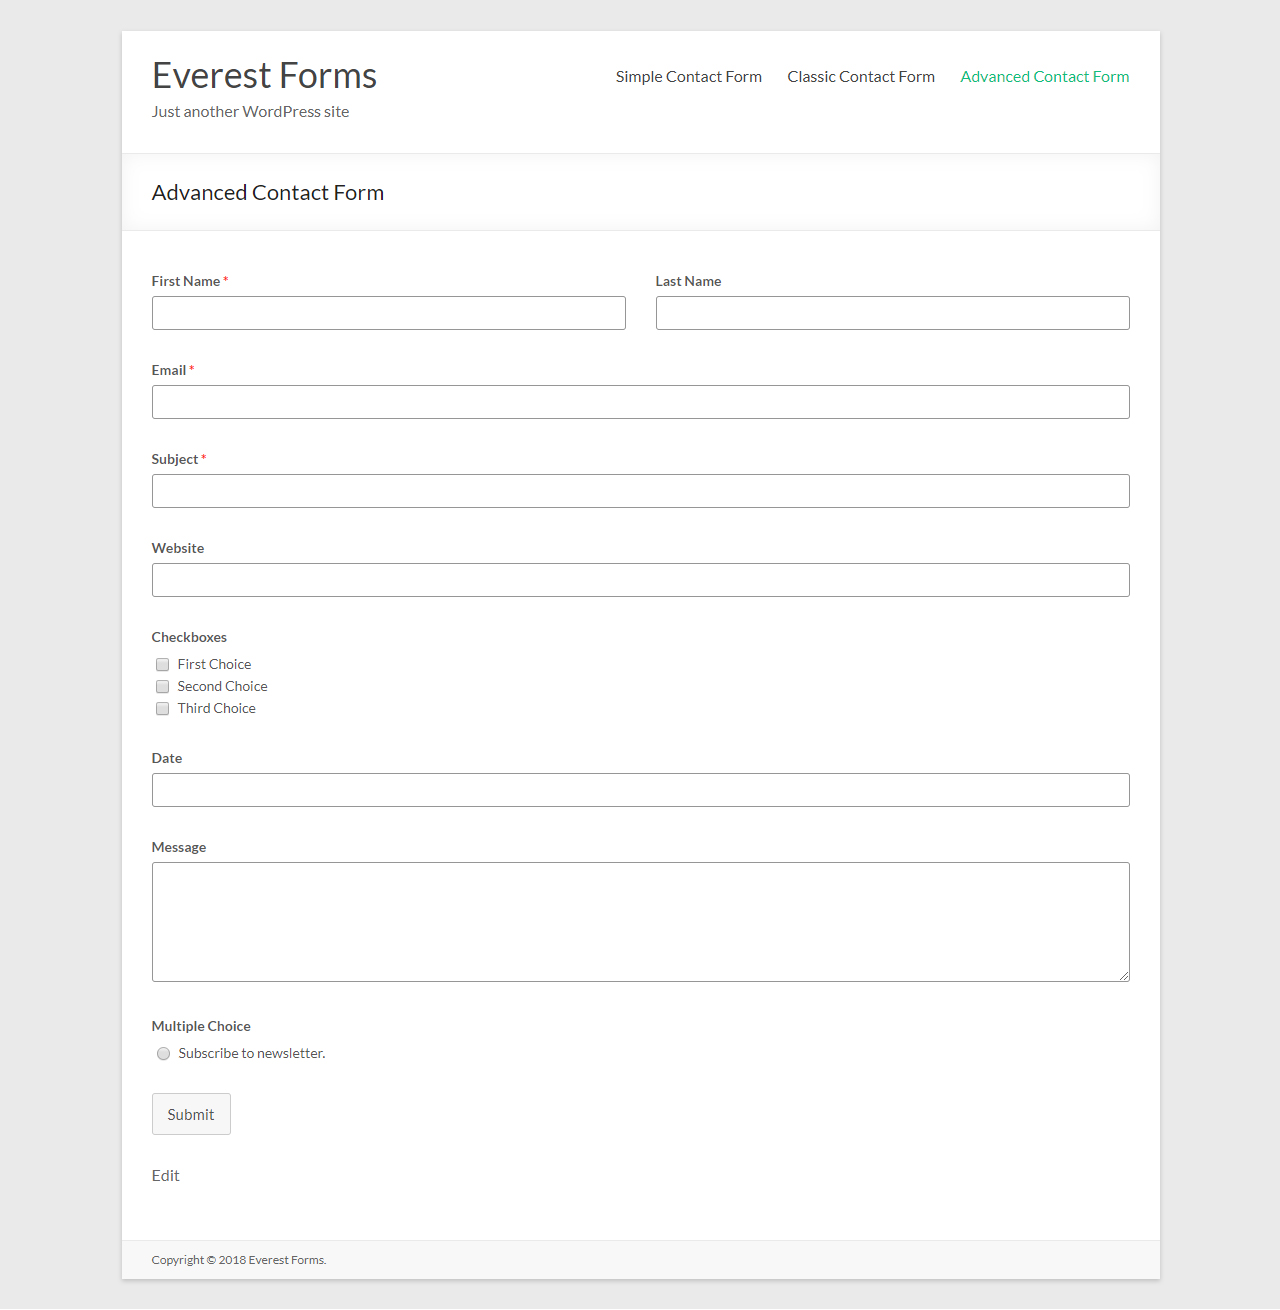 Everest Forms
Just another WordPress site
Simple Contact Form Classic Contact Form Advanced Contact Form
Advanced Contact Form
First Name * Last Name
Email *
Subject *
Website
Checkboxes
First Choice
Second Choice
Third Choice
Date
Message
Multiple Choice
Subscribe to newsletter.
Submit
Edit
Copyright © 2018 Everest Forms.